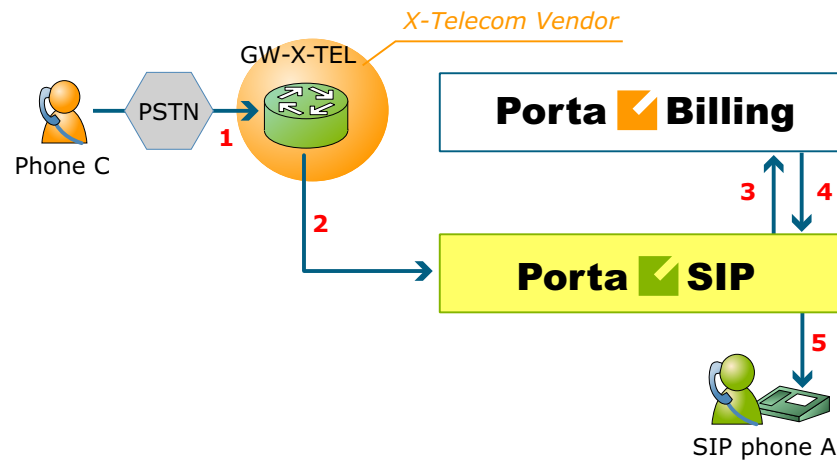 X-Telecom Vendor
GW-X-TEL
PSTN
1
Phone C
Porta Billing
2
3
4
Porta SIP
5
SIP phone A